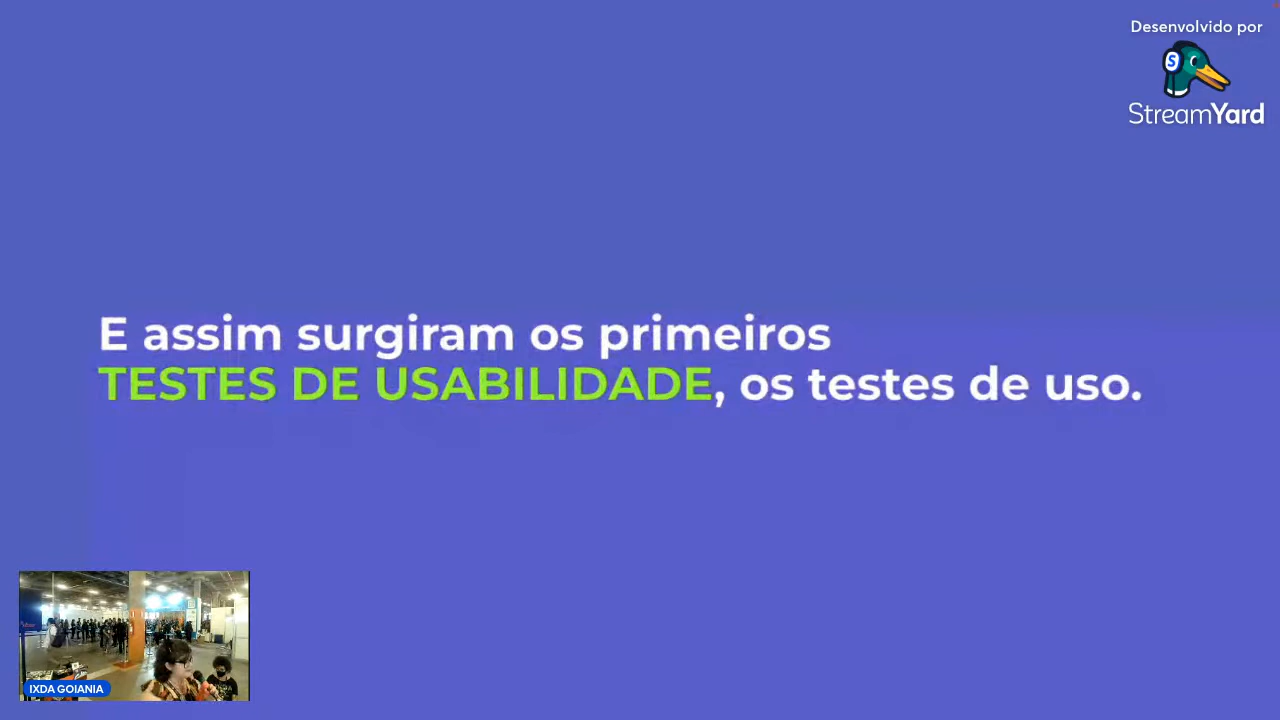 Desenvolvido por
StreamYard
E assim surgiram os primeiros
TESTES DE USABILIDADE, os testes de uso.
IXDA GOIANIA